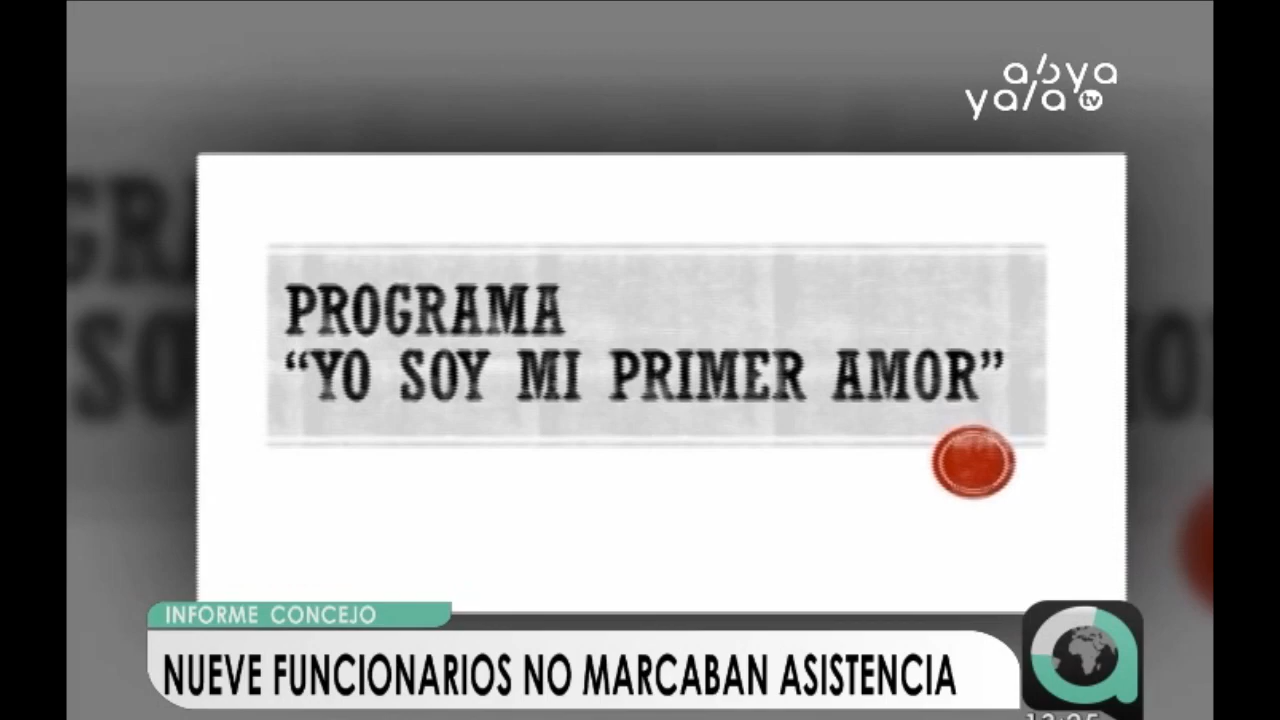 abya
yala tv
PROGRAMA
“YO SOY MI PRIMER AMOR”
INFORME CONCEJO
NUEVE FUNCIONARIOS NO MARCABAN ASISTENCIA